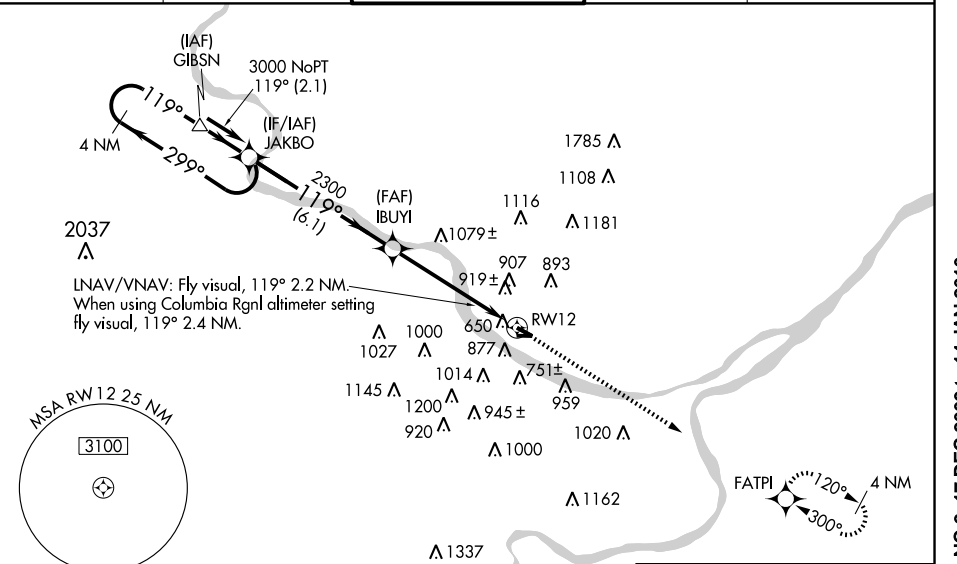 (IAF)
GIBSN
3000 NoPT
119° (2.1)
119°
(IF/IAF)
JAKBO
4 NM
299°
2300
119°
(6.1)
(FAF)
IBUYI
1785
1108
1116
1181
1079±
2037
907
893
919±
LNAV/VNAV: Fly visual, 119° 2.2 NM.
When using Columbia Rgnl altimeter setting
fly visual, 119° 2.4 NM.
650
RW12
1027
1000
877
1014
751±
1145
1200
959
945±
920
1020
1000
MSA RW12 25 NM
3100
FATPI
120°
4 NM
300°
1162
1337